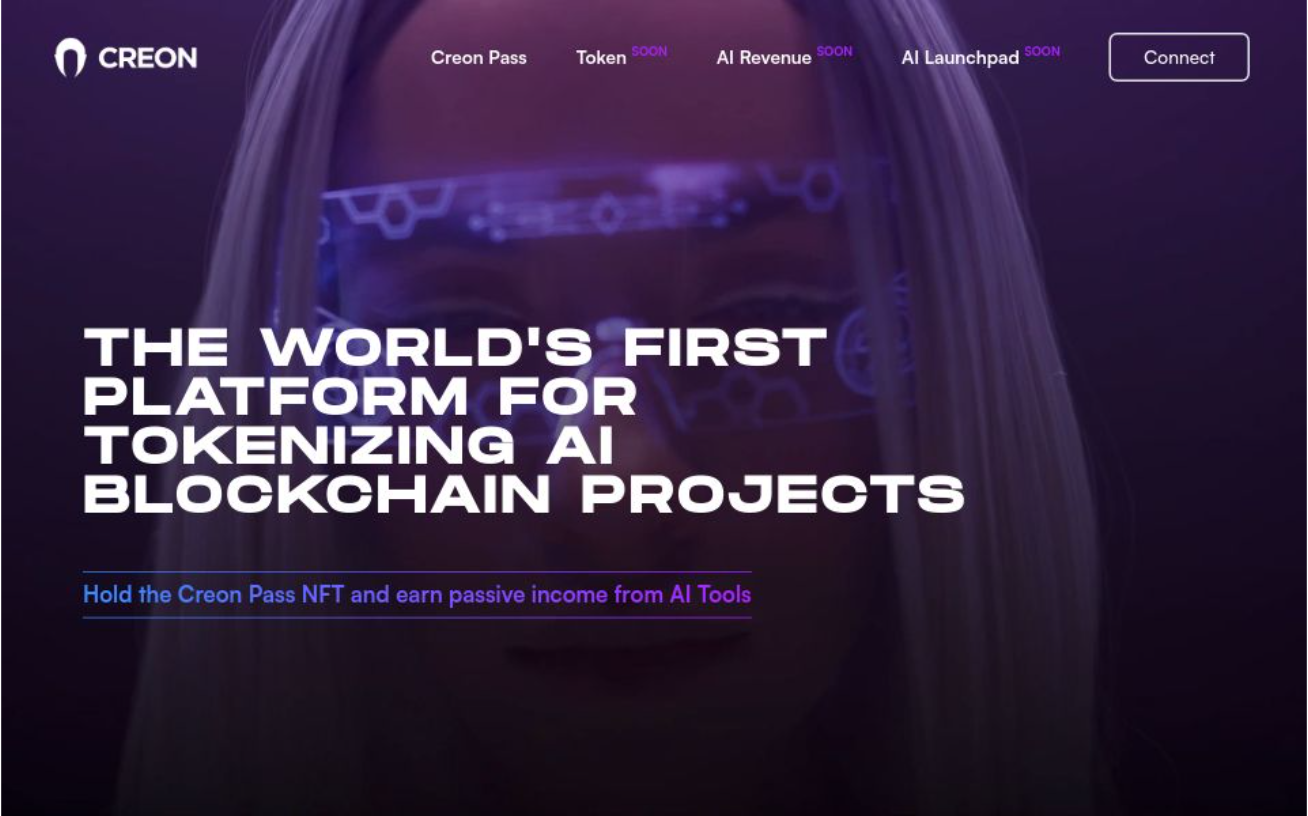 CREON
Creon Pass
Token SOON
AI Revenue SOON
AI Launchpad SOON
Connect
THE WORLD'S FIRST
PLATFORM FOR
TOKENIZING AI
BLOCKCHAIN PROJECTS
Hold the Creon Pass NFT and earn passive income from AI Tools